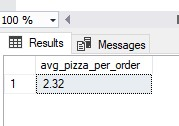 100 %
Results Messages
avg_pizza_per_order
1 2.32